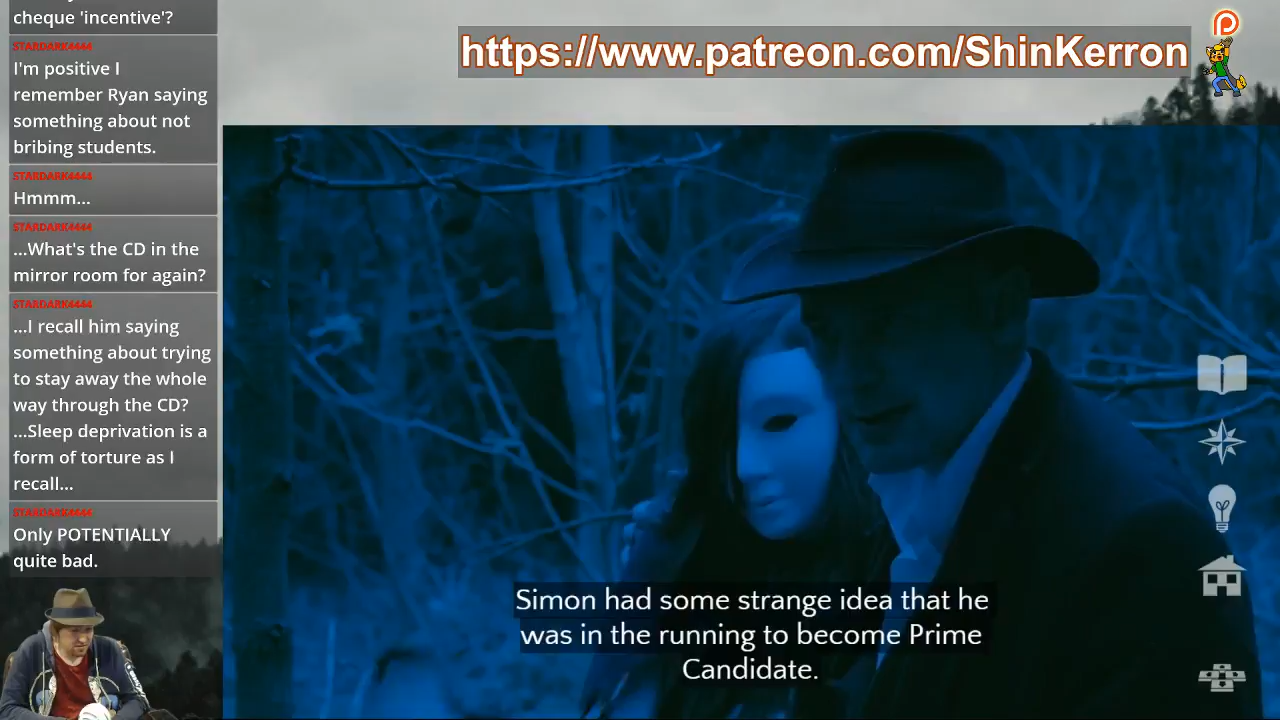 cheque 'incentive'?
STARDARK4444
I'm positive I
remember Ryan saying
something about not
bribing students.
STARDARK4444
Hmmm...
STARDARK4444
...What's the CD in the
mirror room for again?
STARDARK4444
...I recall him saying
something about trying
to stay away the whole
way through the CD?
...Sleep deprivation is a
form of torture as I
recall...
STARDARK4444
Only POTENTIALLY
quite bad.
https://www.patreon.com/ShinKerron
Simon had some strange idea that he
was in the running to become Prime
Candidate.